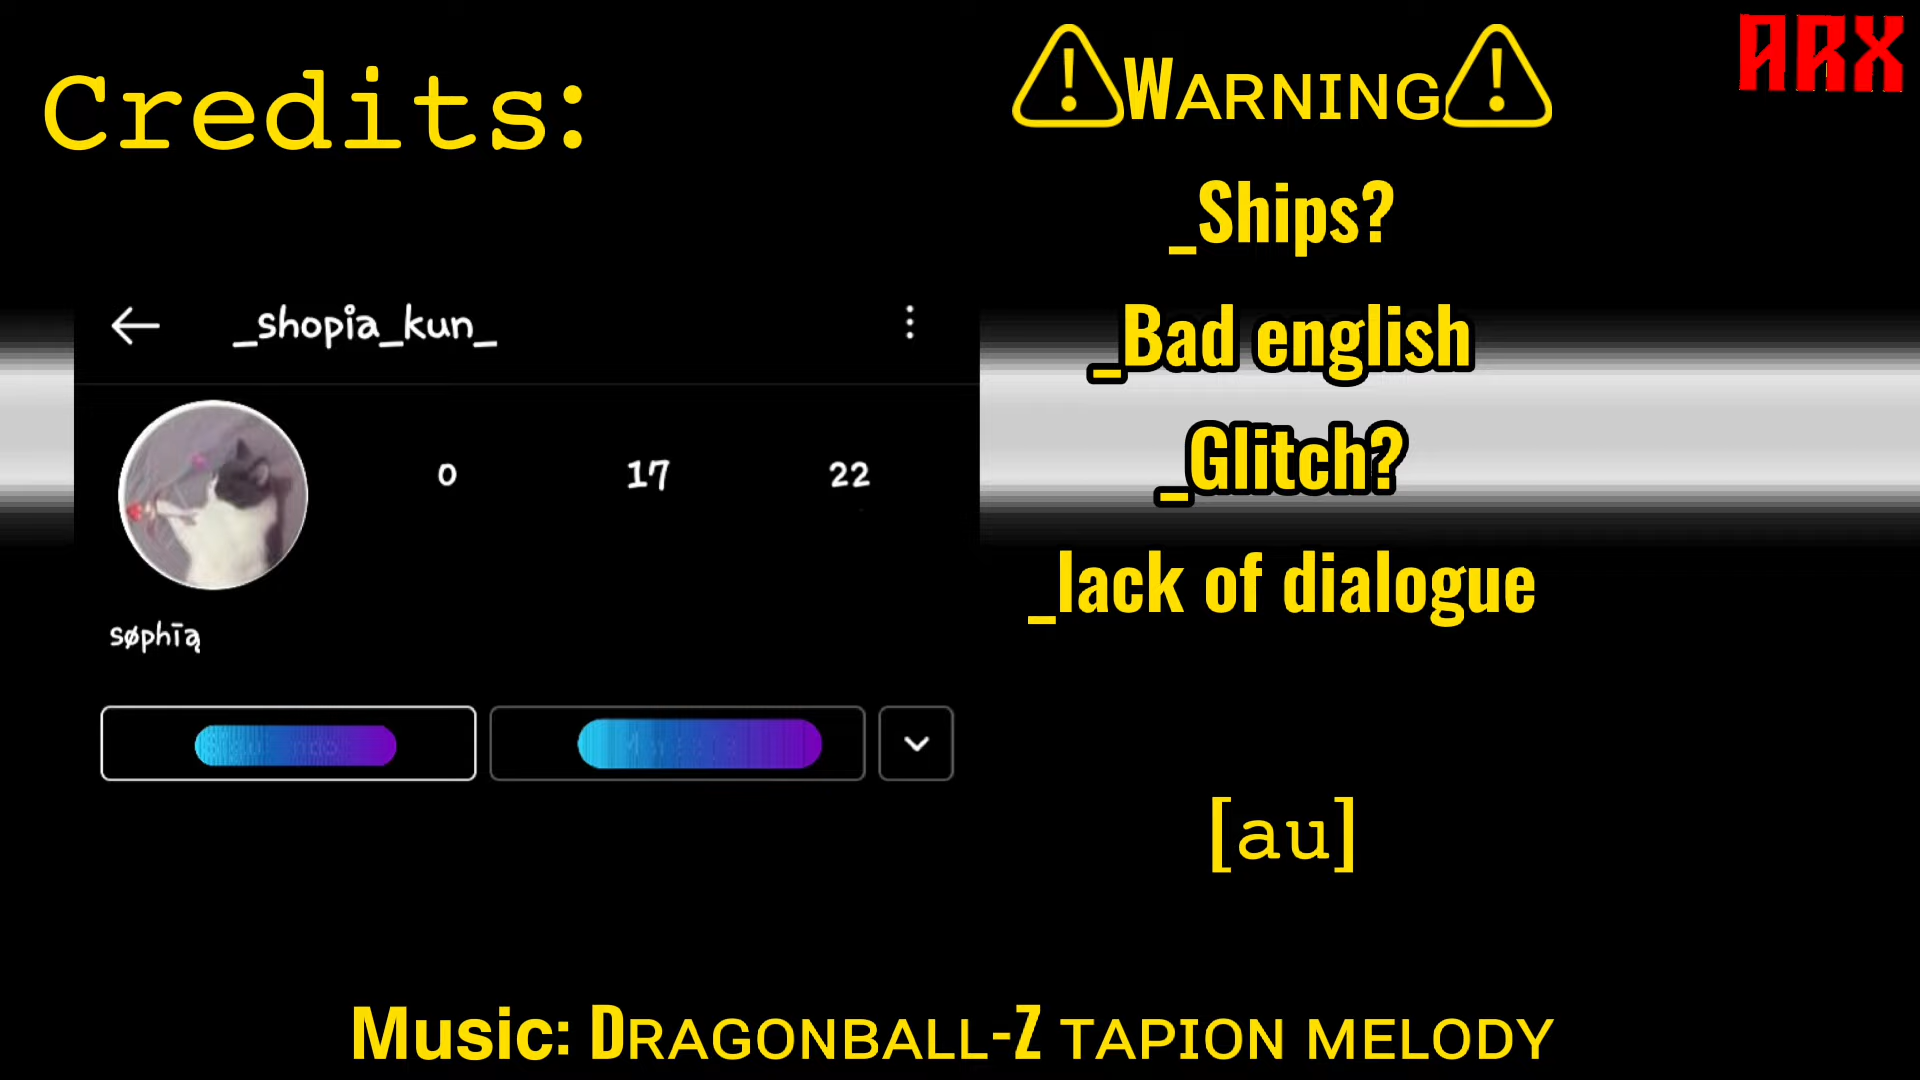 Credits:
_shopia_kun_
0 17 22
søphīą
⚠WARNING⚠
_Ships?
_Bad english
_Glitch?
_lack of dialogue
[au]
Music: DRAGONBALL-Z TAPION MELODY
ARX